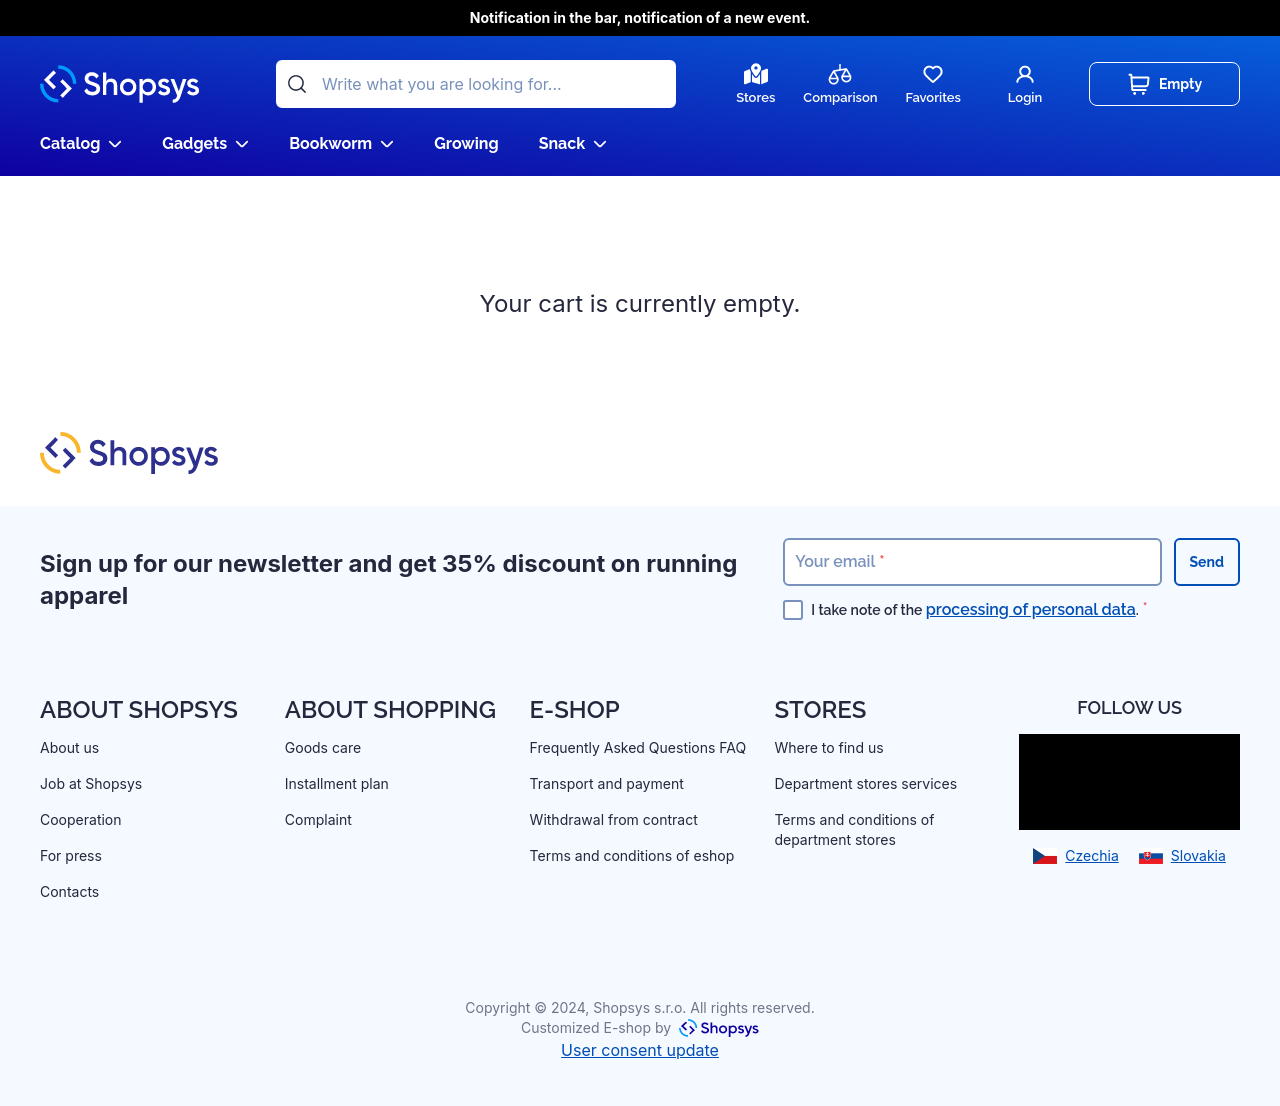 Notification in the bar, notification of a new event.
Shopsys
Write what you are looking for...
Stores
Comparison
Favorites
Login
Empty
Catalog
Gadgets
Bookworm
Growing
Snack
Your cart is currently empty.
Shopsys
Sign up for our newsletter and get 35% discount on running
apparel
Your email *
Send
I take note of the processing of personal data. *
ABOUT SHOPSYS
About us
Job at Shopsys
Cooperation
For press
Contacts
ABOUT SHOPPING
Goods care
Installment plan
Complaint
E-SHOP
Frequently Asked Questions FAQ
Transport and payment
Withdrawal from contract
Terms and conditions of eshop
STORES
Where to find us
Department stores services
Terms and conditions of
department stores
FOLLOW US
Czechia
Slovakia
Copyright © 2024, Shopsys s.r.o. All rights reserved.
Customized E-shop by Shopsys
User consent update